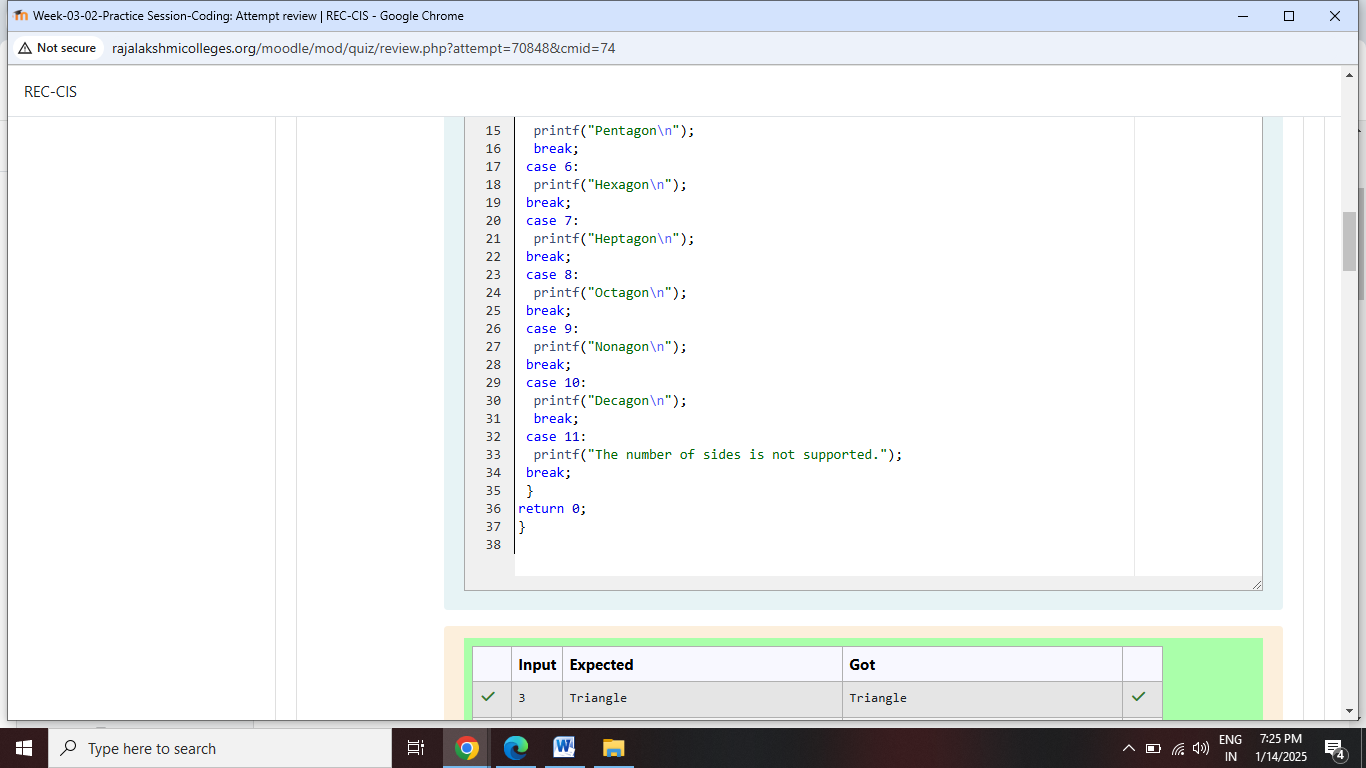 Week-03-02-Practice Session-Coding: Attempt review | REC-CIS - Google Chrome
Not secure rajalakshmicolleges.org/moodle/mod/quiz/review.php?attempt=70848&cmid=74
REC-CIS
15 printf("Pentagon\n");
16 break;
17 case 6:
18 printf("Hexagon\n");
19 break;
20 case 7:
21 printf("Heptagon\n");
22 break;
23 case 8:
24 printf("Octagon\n");
25 break;
26 case 9:
27 printf("Nonagon\n");
28 break;
29 case 10:
30 printf("Decagon\n");
31 break;
32 case 11:
33 printf("The number of sides is not supported.");
34 break;
35 }
36 return 0;
37 }
38
Input Expected Got
3 Triangle Triangle
Type here to search
W
ENG 7:25 PM
IN 1/14/2025
4